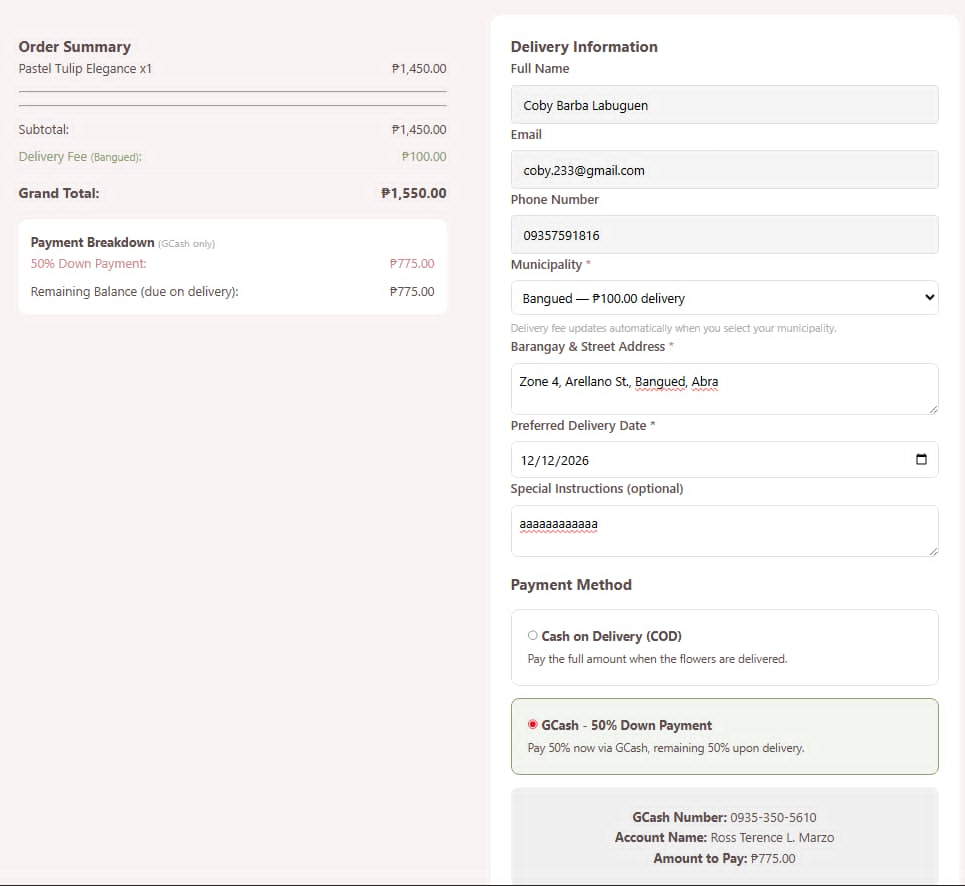 Order Summary
Pastel Tulip Elegance x1 ₱1,450.00
Subtotal: ₱1,450.00
Delivery Fee (Bangued): ₱100.00
Grand Total: ₱1,550.00
Payment Breakdown (GCash only)
50% Down Payment: ₱775.00
Remaining Balance (due on delivery): ₱775.00
Delivery Information
Full Name
Coby Barba Labuguen
Email
coby.233@gmail.com
Phone Number
09357591816
Municipality *
Bangued — ₱100.00 delivery
Delivery fee updates automatically when you select your municipality.
Barangay & Street Address *
Zone 4, Arellano St., Bangued, Abra
Preferred Delivery Date *
12/12/2026
Special Instructions (optional)
aaaaaaaaaaaa
Payment Method
Cash on Delivery (COD)
Pay the full amount when the flowers are delivered.
GCash - 50% Down Payment
Pay 50% now via GCash, remaining 50% upon delivery.
GCash Number: 0935-350-5610
Account Name: Ross Terence L. Marzo
Amount to Pay: ₱775.00